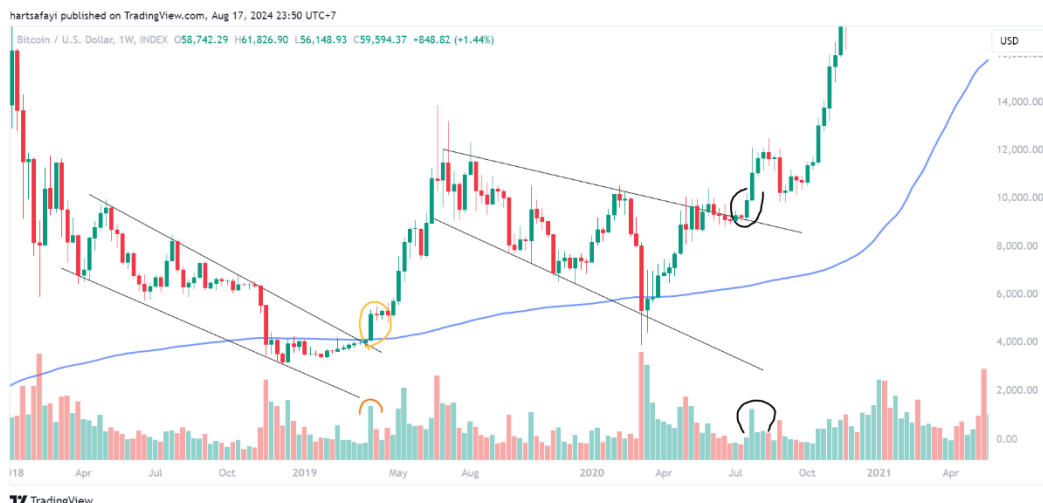 hartsafayi published on TradingView.com, Aug 17, 2024 23:50 UTC+7
Bitcoin / U.S. Dollar, 1W, INDEX O58,742.29 H61,826.90 L56,148.93 C59,594.37 +848.82 (+1.44%)
USD
14,000.00
12,000.00
10,000.00
8,000.00
6,000.00
4,000.00
2,000.00
0.00
Apr Jul Oct 2019 May Aug 2020 Apr Jul Oct 2021 Apr
TradingView